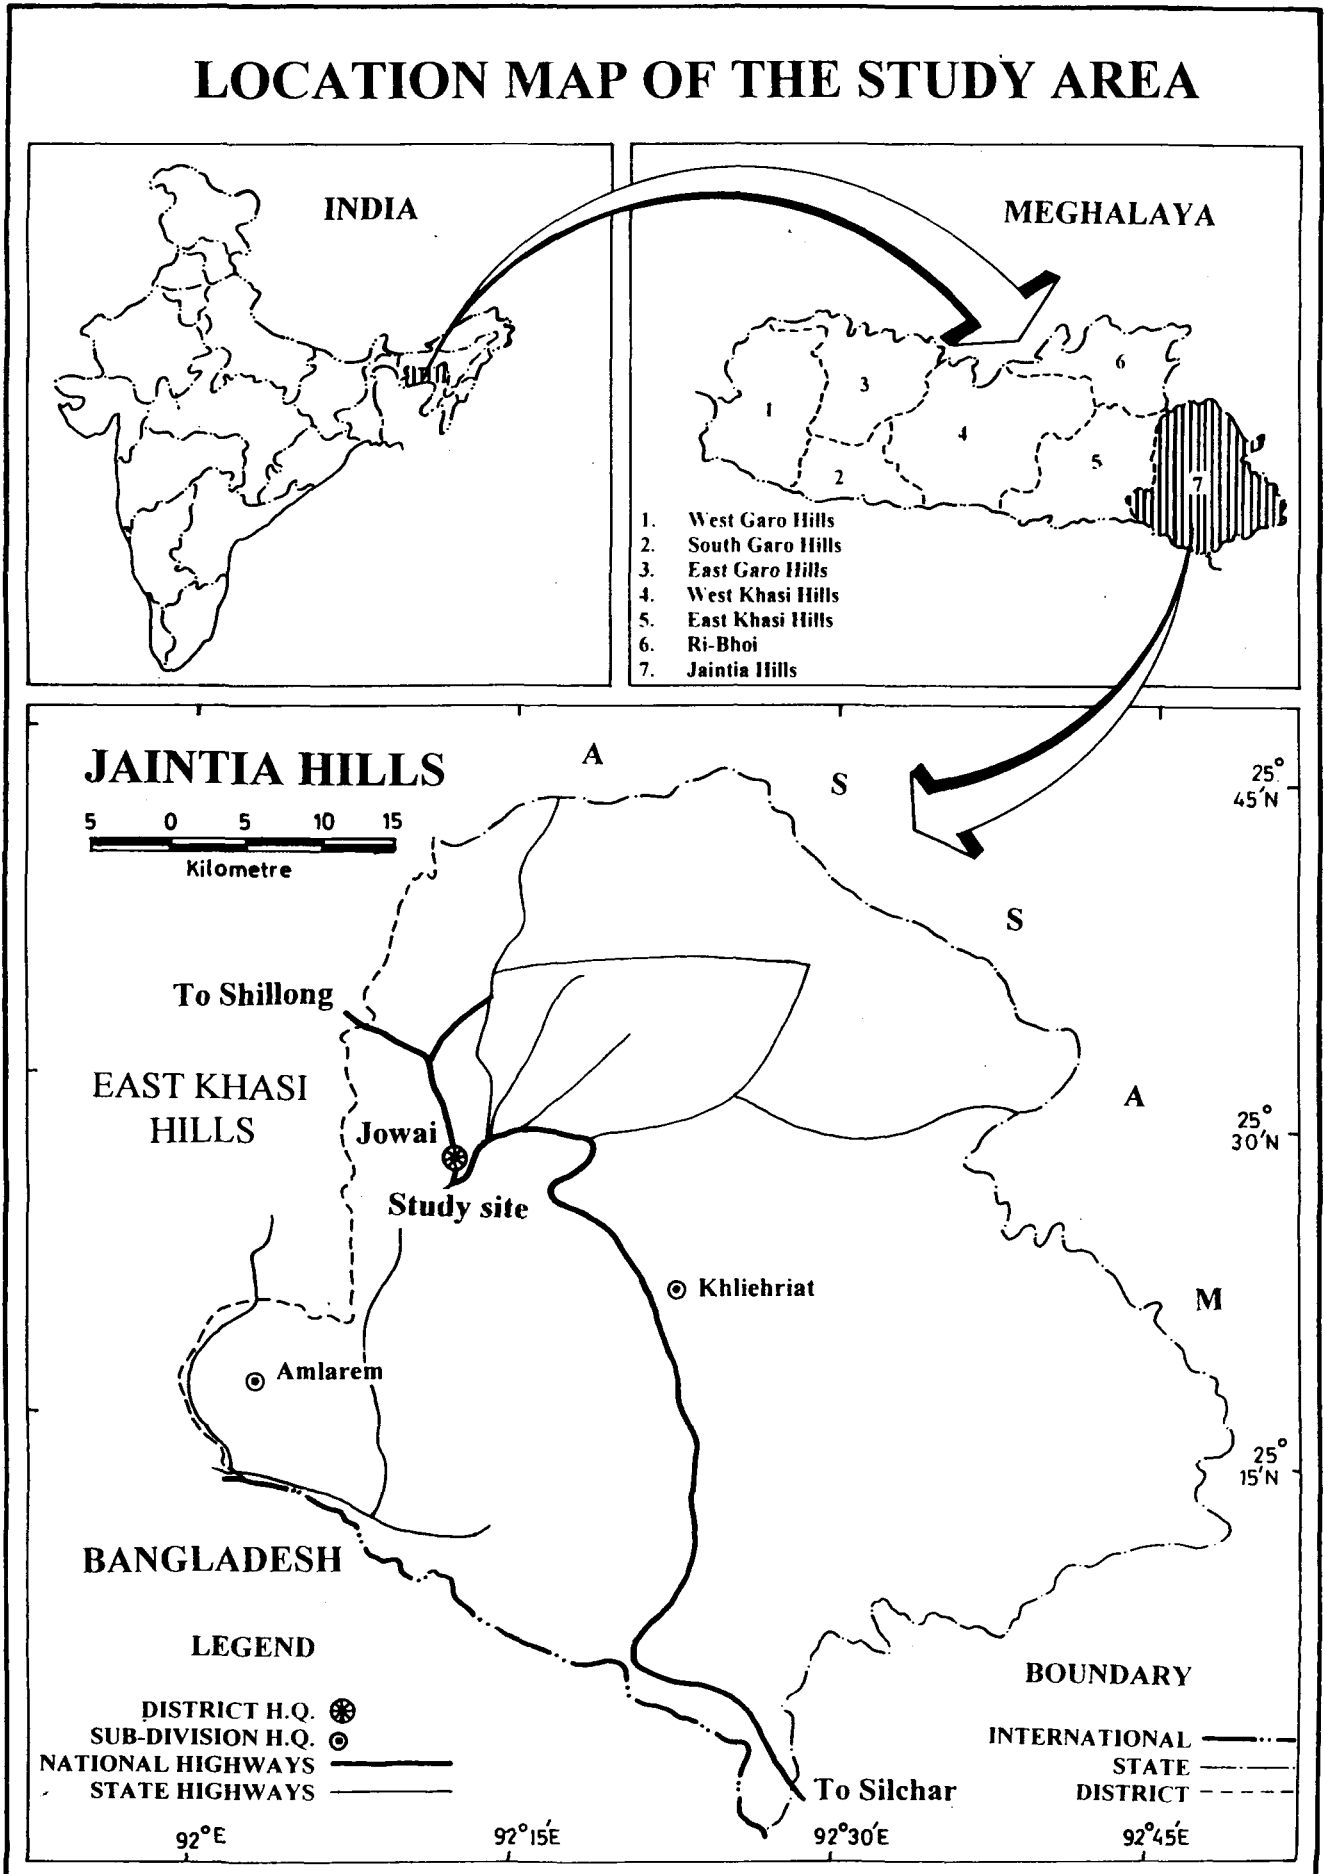 LOCATION MAP OF THE STUDY AREA
INDIA
MEGHALAYA
1
2
3
4
5
6
7
1. West Garo Hills
2. South Garo Hills
3. East Garo Hills
4. West Khasi Hills
5. East Khasi Hills
6. Ri-Bhoi
7. Jaintia Hills
JAINTIA HILLS
5 0 5 10 15
Kilometre
A
S
S
A
M
25°
45'N
To Shillong
EAST KHASI
HILLS
Jowai
25°
30'N
Study site
Khliehriat
Amlarem
25°
15'N
BANGLADESH
LEGEND
DISTRICT H.Q.
SUB-DIVISION H.Q.
NATIONAL HIGHWAYS
STATE HIGHWAYS
BOUNDARY
INTERNATIONAL
STATE
DISTRICT
To Silchar
92°E 92°15'E 92°30'E 92°45'E